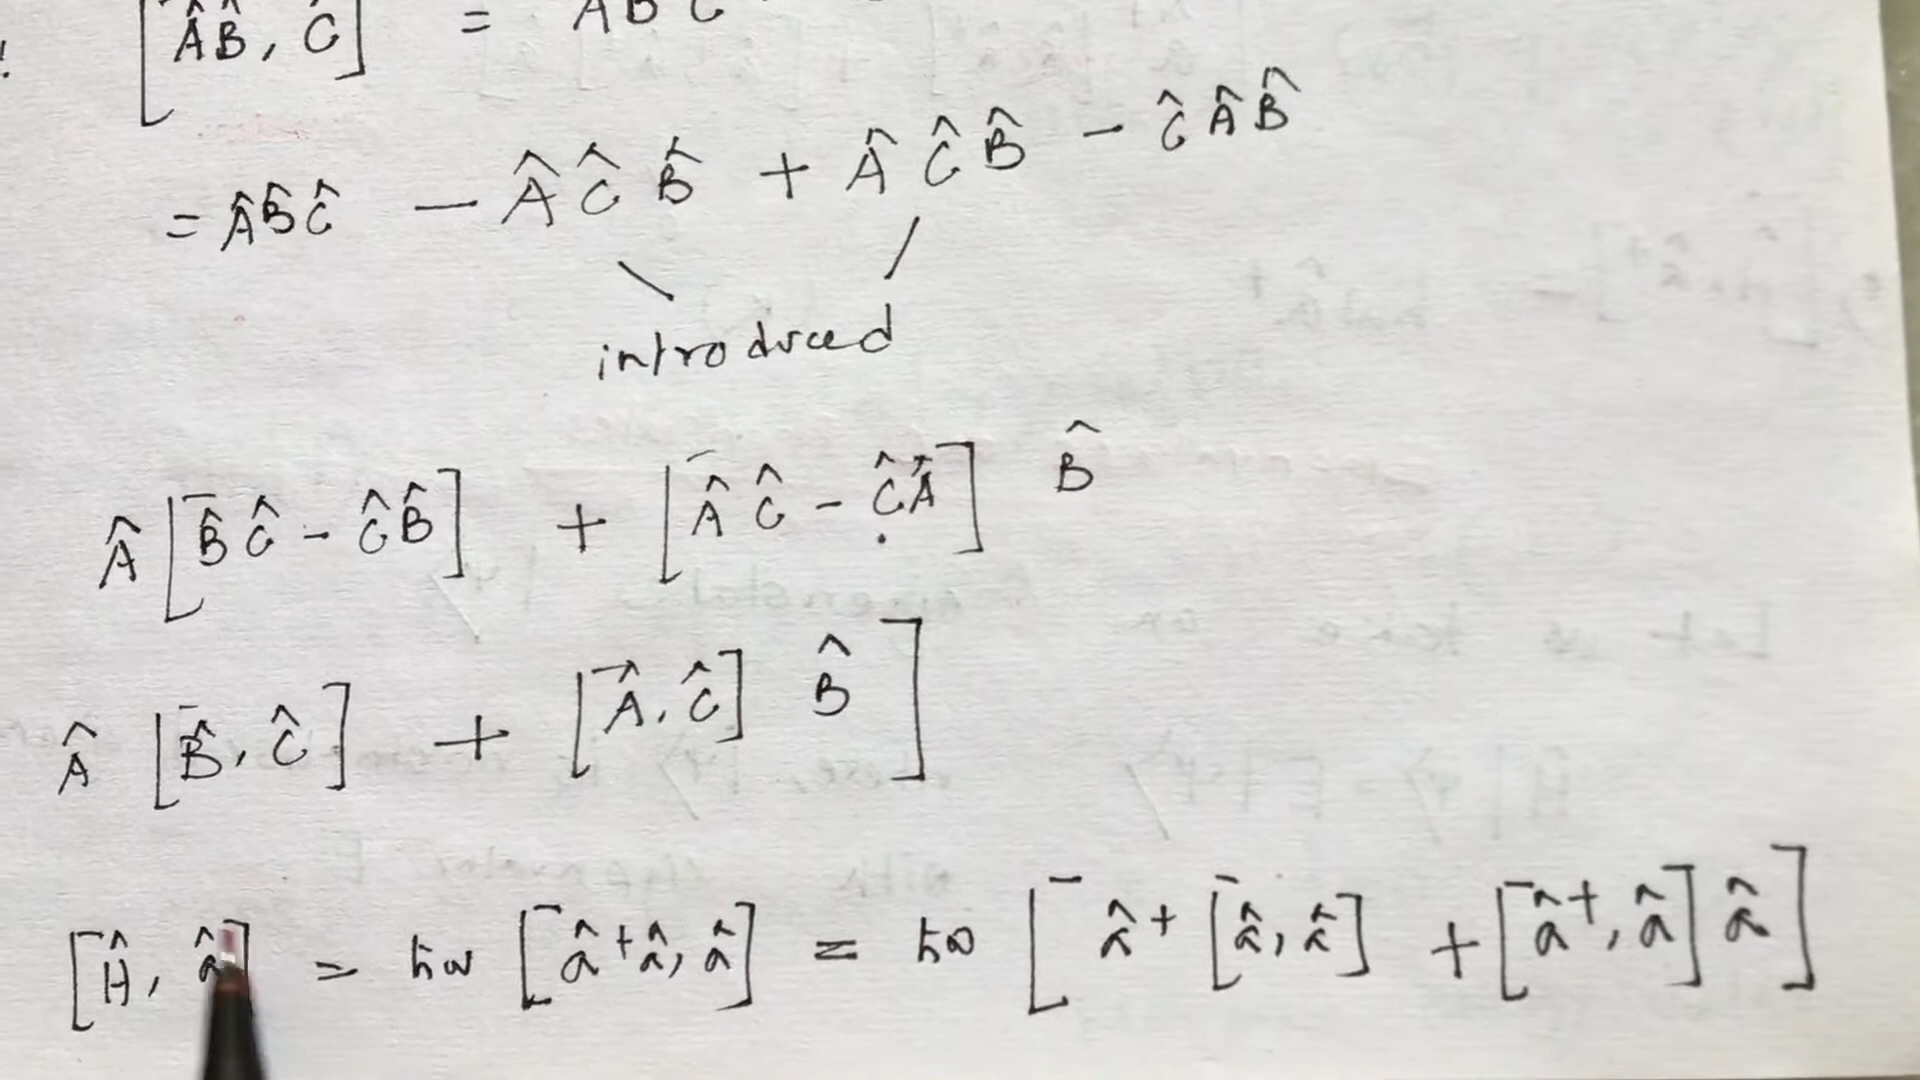 [ÂB̂, Ĉ] = ÂB̂Ĉ
= ÂB̂Ĉ - ÂĈB̂ + ÂĈB̂ - ĈÂB̂
introduced
Â[B̂Ĉ - ĈB̂] + [ÂĈ - ĈÂ] B̂
Â [B̂, Ĉ] + [Â, Ĉ] B̂ ]
[Ĥ, â] = ħω [â⁺â, â] = ħω [ â⁺ [â, â] + [â⁺, â] â ]